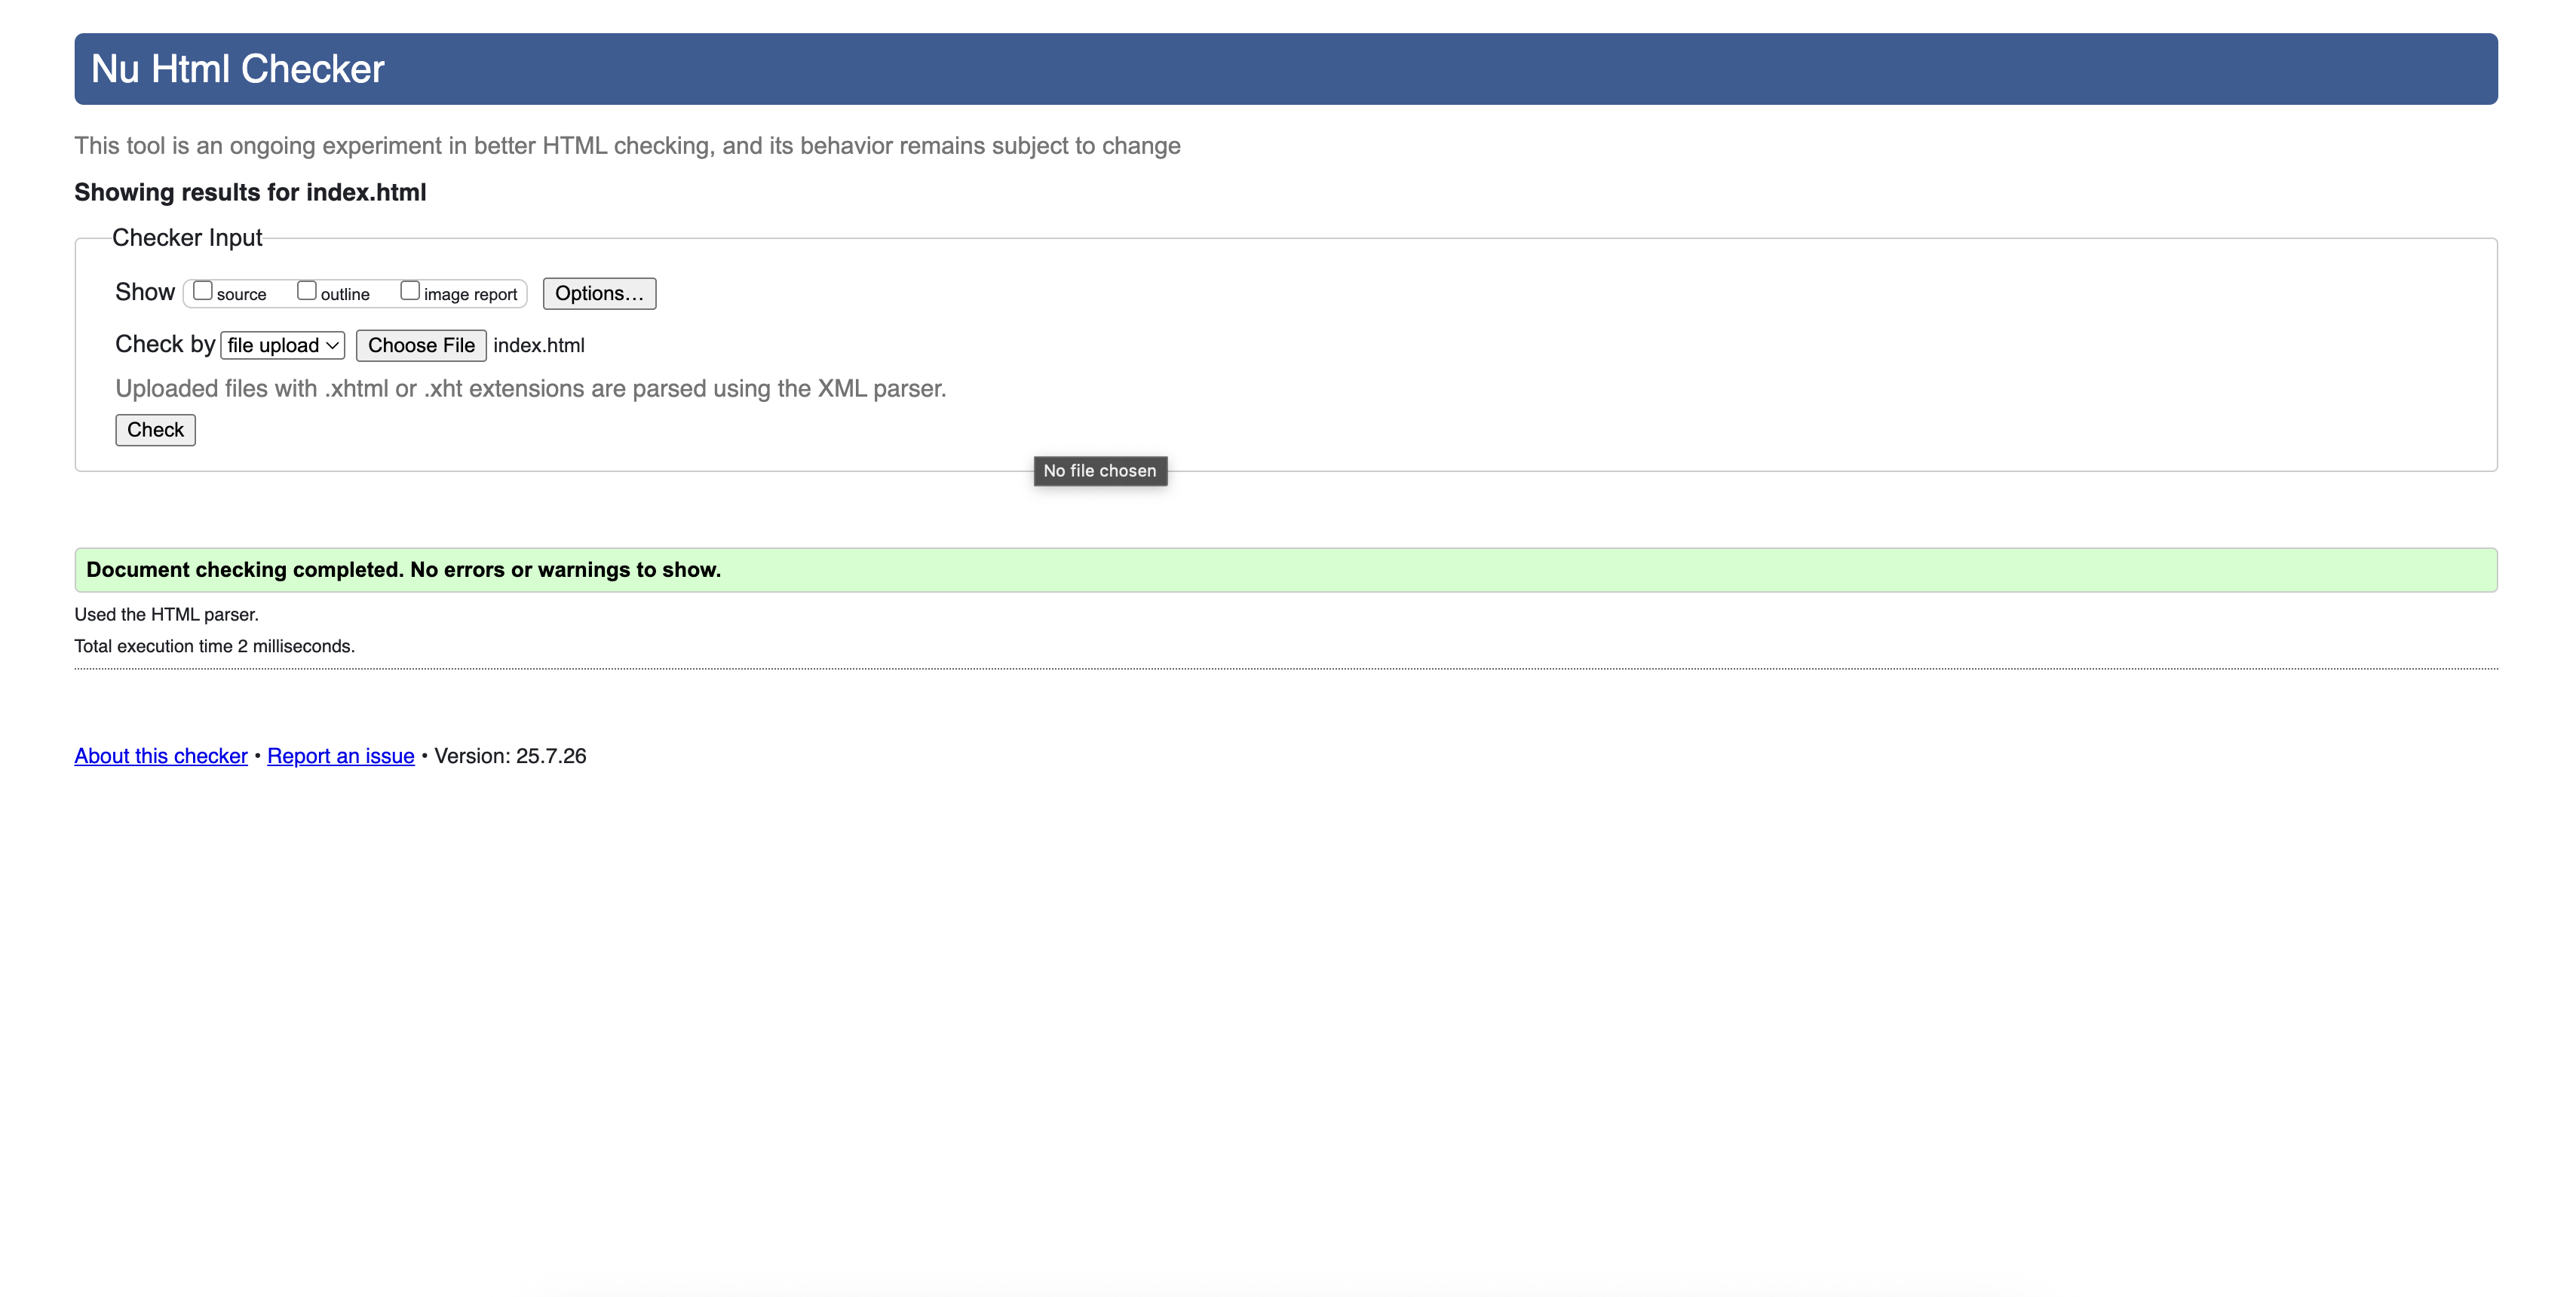 Nu Html Checker
This tool is an ongoing experiment in better HTML checking, and its behavior remains subject to change
Showing results for index.html
Checker Input
Show source outline image report Options…
Check by file upload Choose File index.html
Uploaded files with .xhtml or .xht extensions are parsed using the XML parser.
Check
No file chosen
Document checking completed. No errors or warnings to show.
Used the HTML parser.
Total execution time 2 milliseconds.
About this checker • Report an issue • Version: 25.7.26